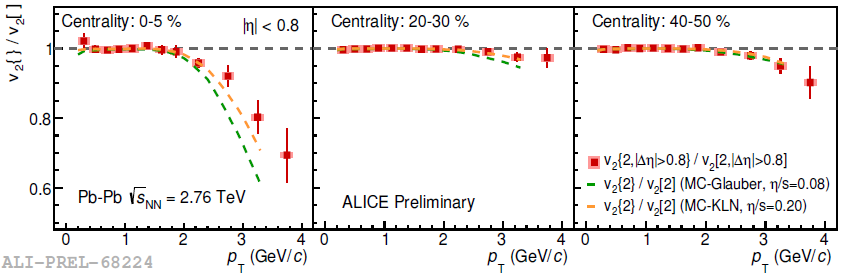 Centrality: 0-5 %
|η| < 0.8
Centrality: 20-30 %
Centrality: 40-50 %
v₂{} / v₂[ ]
1
0.8
0.6
Pb-Pb √sNN = 2.76 TeV
ALICE Preliminary
v₂{2,|Δη|>0.8} / v₂[2,|Δη|>0.8]
v₂{2} / v₂[2] (MC-Glauber, η/s=0.08)
v₂{2} / v₂[2] (MC-KLN, η/s=0.20)
0 1 2 3 4 0 1 2 3 4 0 1 2 3 4
pT (GeV/c) pT (GeV/c) pT (GeV/c)
ALI-PREL-68224